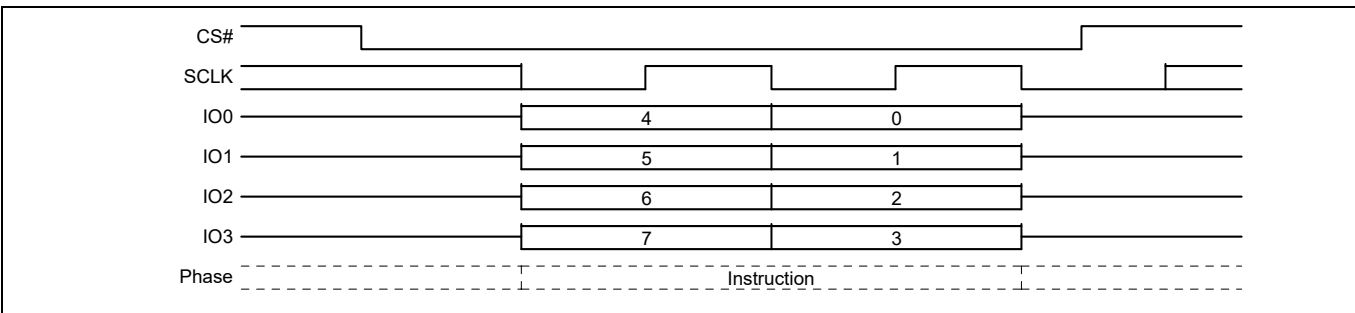 CS#
SCLK
IO0 4 0
IO1 5 1
IO2 6 2
IO3 7 3
Phase Instruction